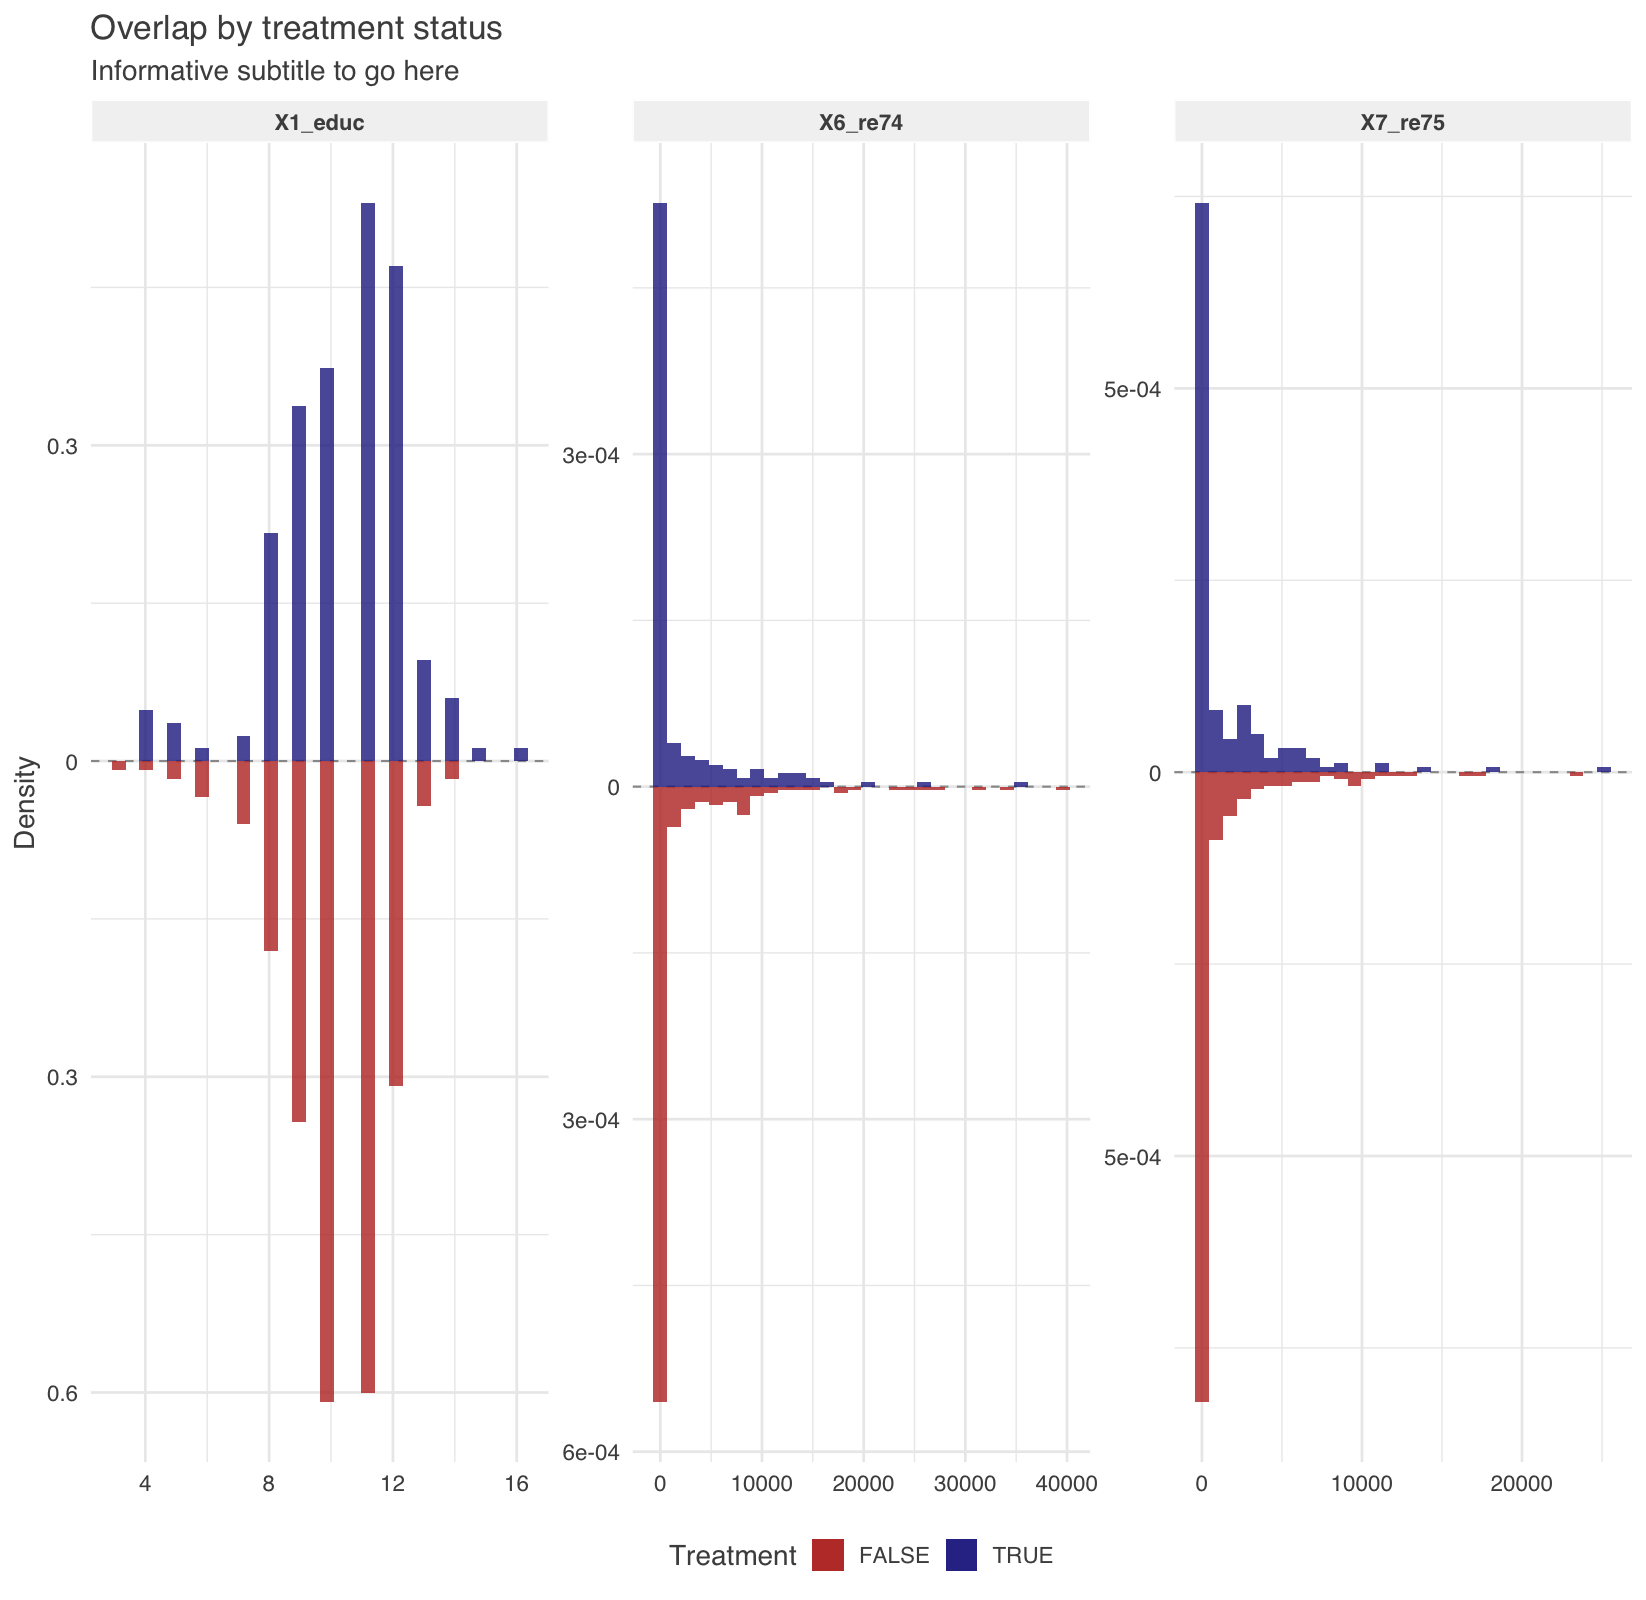 Overlap by treatment status
Informative subtitle to go here
X1_educ
X6_re74
X7_re75
Density
0.3
0
0.3
0.6
3e-04
0
3e-04
6e-04
5e-04
0
5e-04
4 8 12 16
0 10000 20000 30000 40000
0 10000 20000
Treatment FALSE TRUE